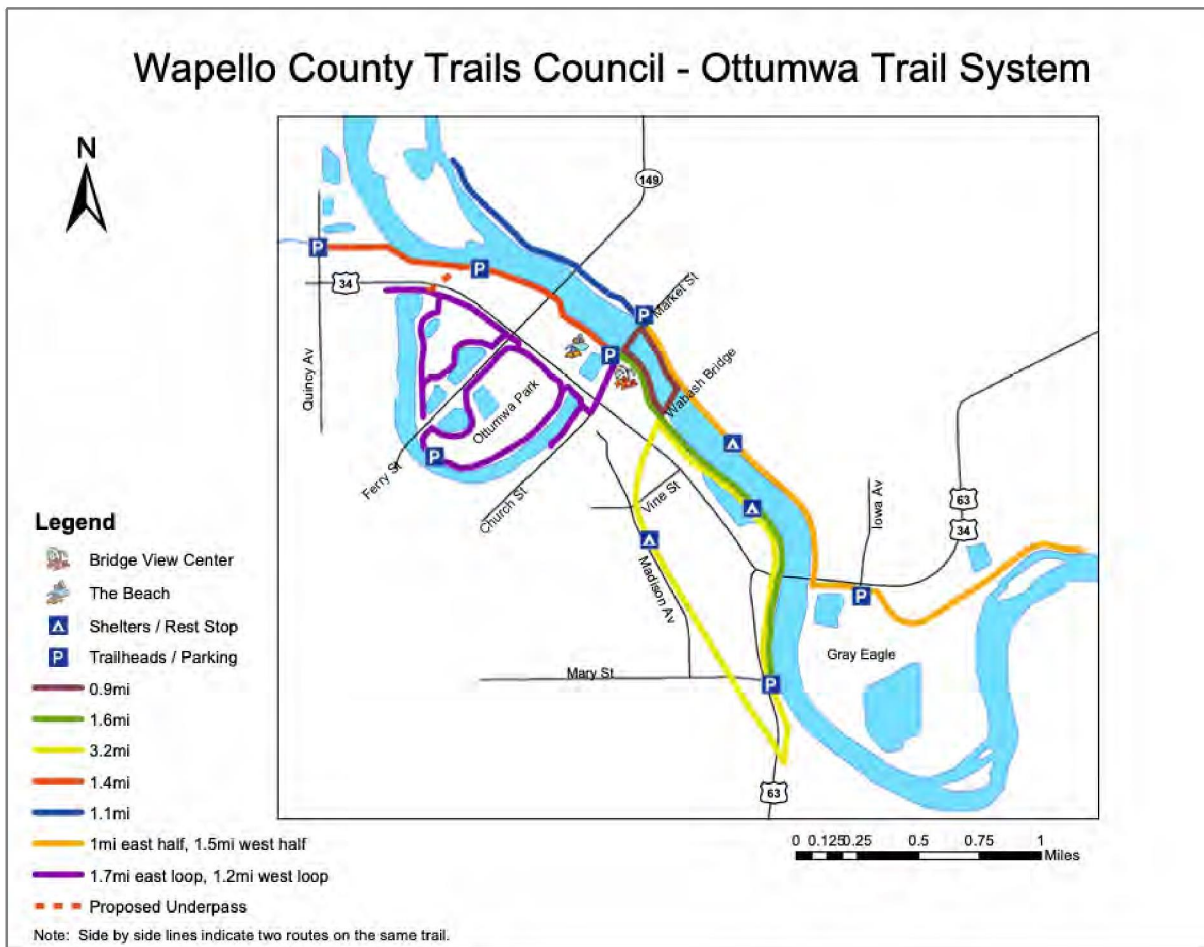 Wapello County Trails Council - Ottumwa Trail System
N
149
P
P
34
P
Market St
P
Quincy Av
Wabash Bridge
Ottumwa Park
P
Ferry St
Church St
Virte St
Iowa Av
63
34
Madison Av
P
Gray Eagle
Mary St
P
63
Legend
Bridge View Center
The Beach
Shelters / Rest Stop
P Trailheads / Parking
0.9mi
1.6mi
3.2mi
1.4mi
1.1mi
1mi east half, 1.5mi west half
1.7mi east loop, 1.2mi west loop
Proposed Underpass
0 0.125 0.25 0.5 0.75 1
Miles
Note: Side by side lines indicate two routes on the same trail.